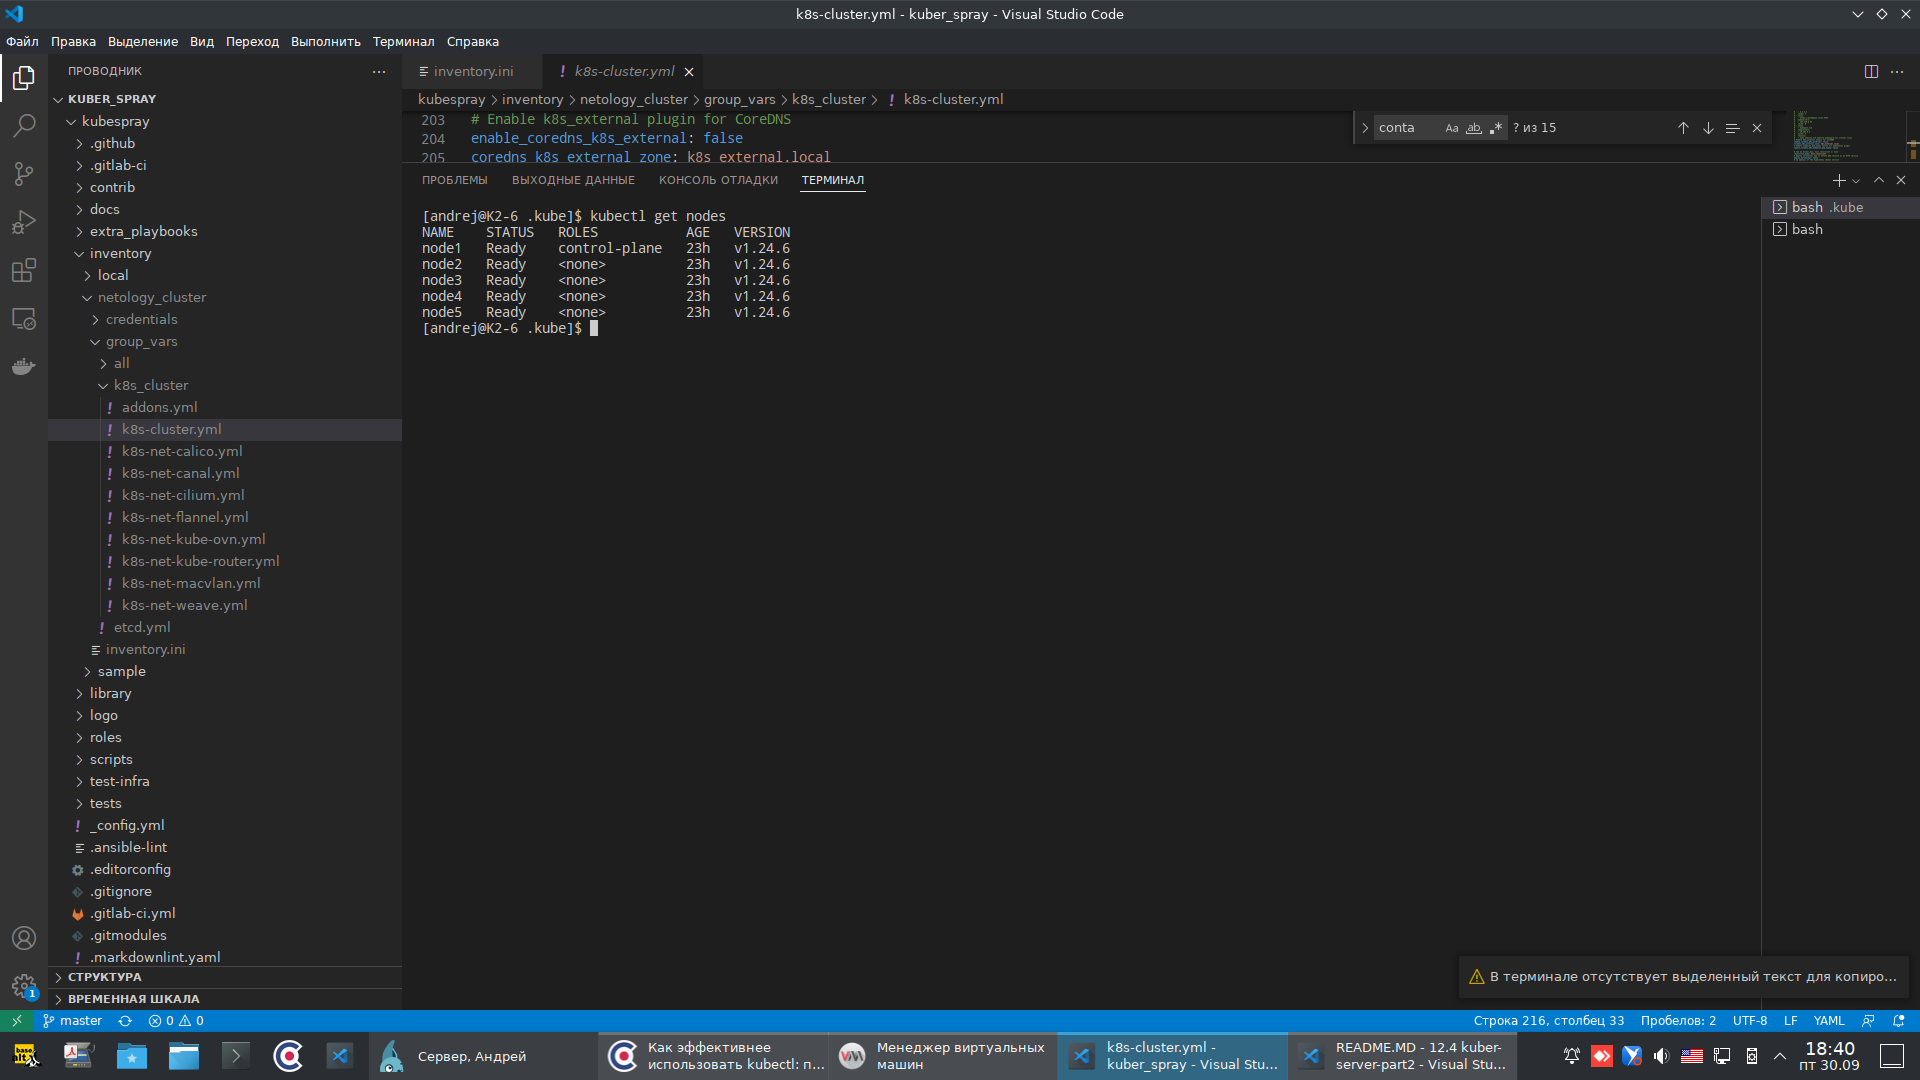 k8s-cluster.yml - kuber_spray - Visual Studio Code
Файл Правка Выделение Вид Переход Выполнить Терминал Справка
ПРОВОДНИК
KUBER_SPRAY
kubespray
.github
.gitlab-ci
contrib
docs
extra_playbooks
inventory
local
netology_cluster
credentials
group_vars
all
k8s_cluster
addons.yml
k8s-cluster.yml
k8s-net-calico.yml
k8s-net-canal.yml
k8s-net-cilium.yml
k8s-net-flannel.yml
k8s-net-kube-ovn.yml
k8s-net-kube-router.yml
k8s-net-macvlan.yml
k8s-net-weave.yml
etcd.yml
inventory.ini
sample
library
logo
roles
scripts
test-infra
tests
_config.yml
.ansible-lint
.editorconfig
.gitignore
.gitlab-ci.yml
.gitmodules
.markdownlint.yaml
СТРУКТУРА
ВРЕМЕННАЯ ШКАЛА
inventory.ini
k8s-cluster.yml
kubespray > inventory > netology_cluster > group_vars > k8s_cluster > k8s-cluster.yml
203 # Enable k8s_external plugin for CoreDNS
204 enable_coredns_k8s_external: false
205 coredns_k8s_external_zone: k8s_external.local
conta Aa ab ? из 15
ПРОБЛЕМЫ ВЫХОДНЫЕ ДАННЫЕ КОНСОЛЬ ОТЛАДКИ ТЕРМИНАЛ
[andrej@K2-6 .kube]$ kubectl get nodes
NAME STATUS ROLES AGE VERSION
node1 Ready control-plane 23h v1.24.6
node2 Ready <none> 23h v1.24.6
node3 Ready <none> 23h v1.24.6
node4 Ready <none> 23h v1.24.6
node5 Ready <none> 23h v1.24.6
[andrej@K2-6 .kube]$
bash .kube
bash
В терминале отсутствует выделенный текст для копиро...
1
master 0 0
Строка 216, столбец 33 Пробелов: 2 UTF-8 LF YAML
base alt
Сервер, Андрей
Как эффективнее
использовать kubectl: п...
Менеджер виртуальных
машин
k8s-cluster.yml -
kuber_spray - Visual Stu...
README.MD - 12.4 kuber-
server-part2 - Visual Stu...
18:40
пт 30.09